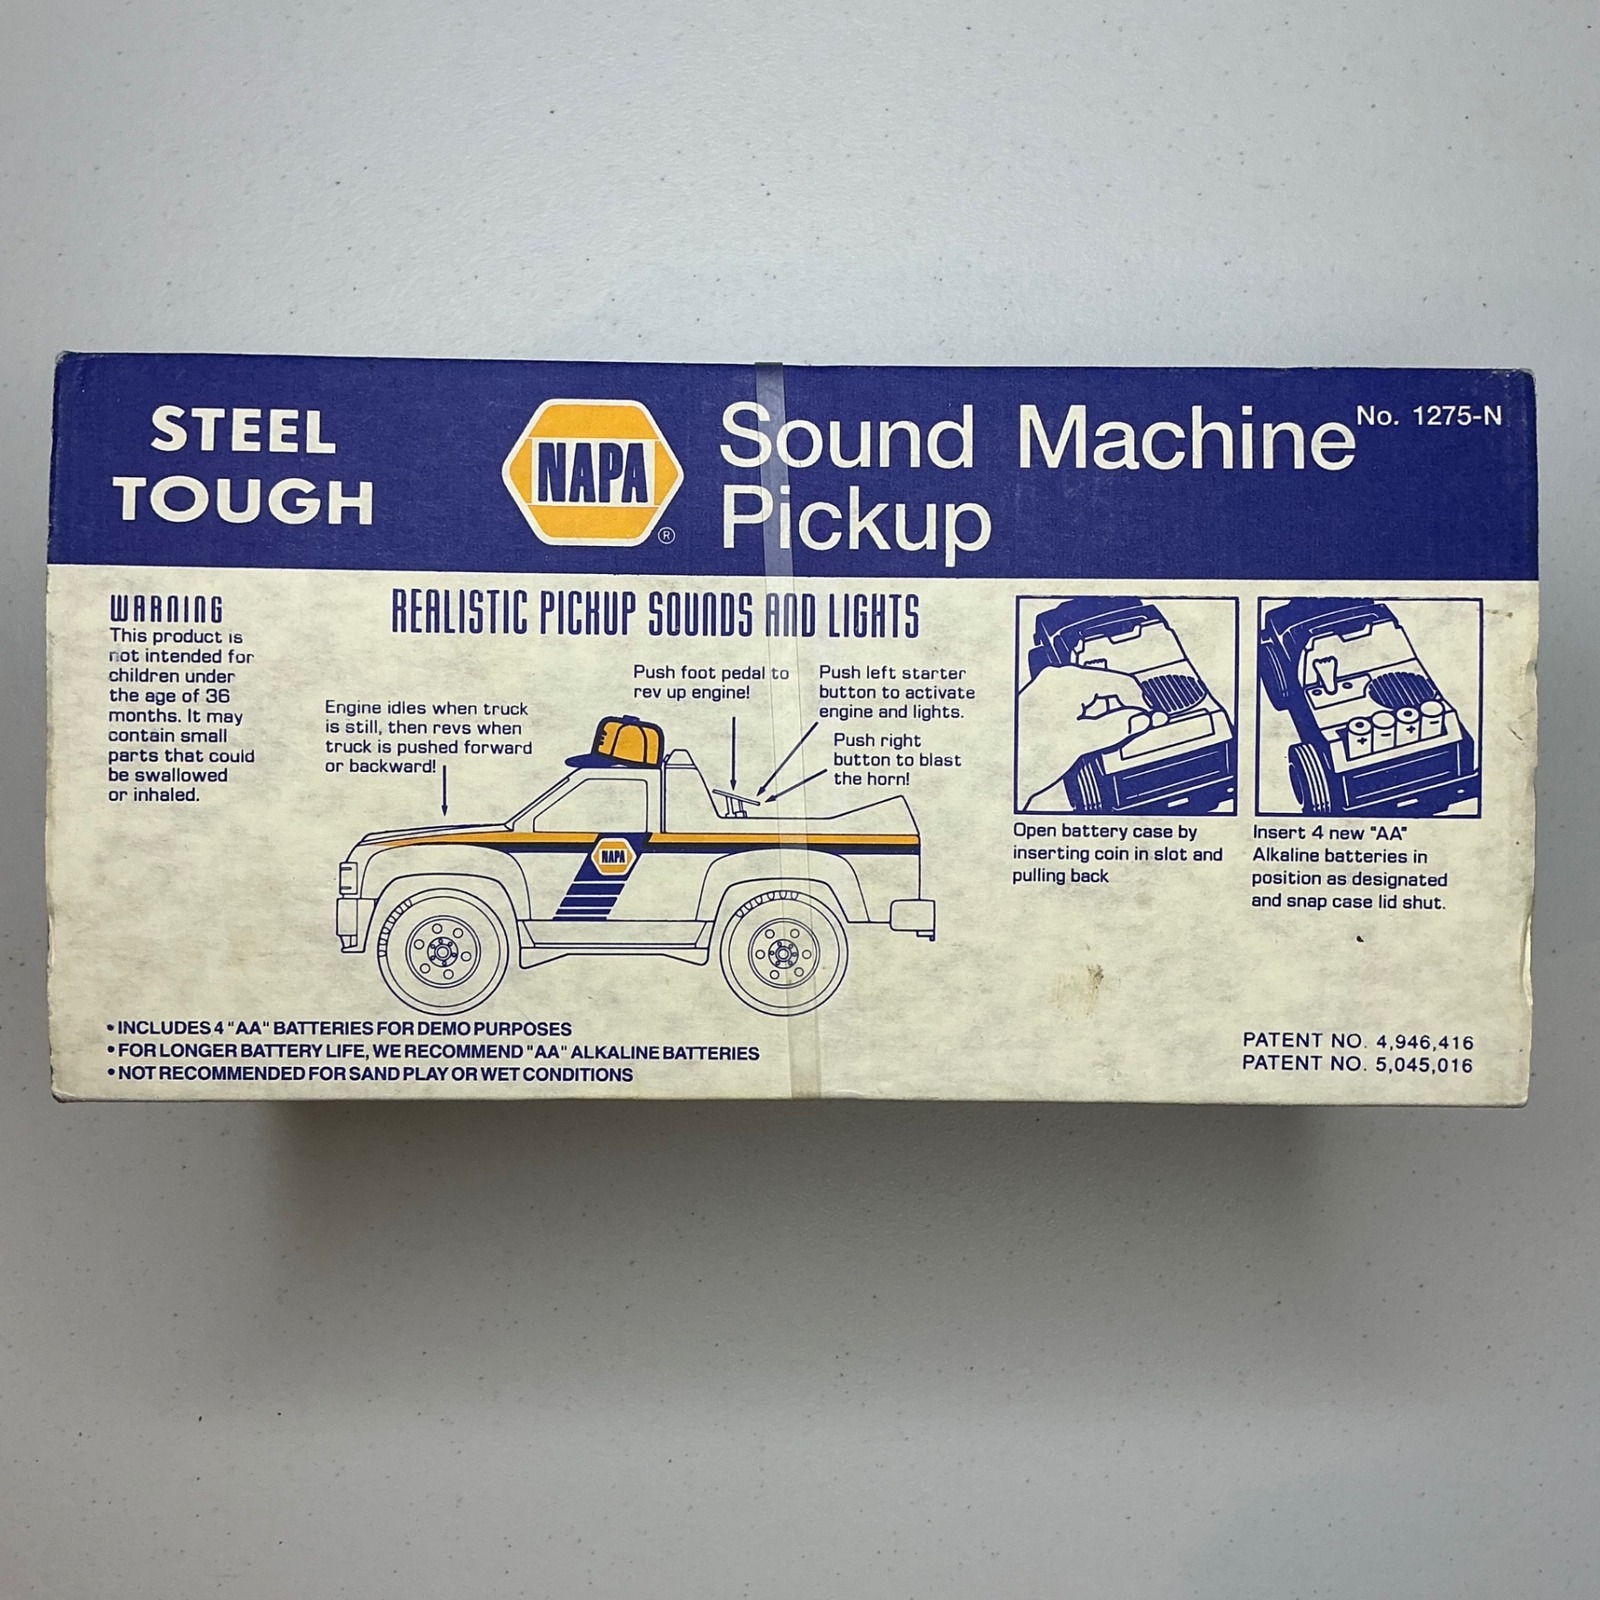 STEEL
TOUGH
NAPA
®
Sound Machine
Pickup
No. 1275-N
WARNING
This product is
not intended for
children under
the age of 36
months. It may
contain small
parts that could
be swallowed
or inhaled.
REALISTIC PICKUP SOUNDS AND LIGHTS
Engine idles when truck
is still, then revs when
truck is pushed forward
or backward!
Push foot pedal to
rev up engine!
Push left starter
button to activate
engine and lights.
Push right
button to blast
the horn!
NAPA
+
−
+
−
Open battery case by
inserting coin in slot and
pulling back
Insert 4 new "AA"
Alkaline batteries in
position as designated
and snap case lid shut.
• INCLUDES 4 "AA" BATTERIES FOR DEMO PURPOSES
• FOR LONGER BATTERY LIFE, WE RECOMMEND "AA" ALKALINE BATTERIES
• NOT RECOMMENDED FOR SAND PLAY OR WET CONDITIONS
PATENT NO. 4,946,416
PATENT NO. 5,045,016